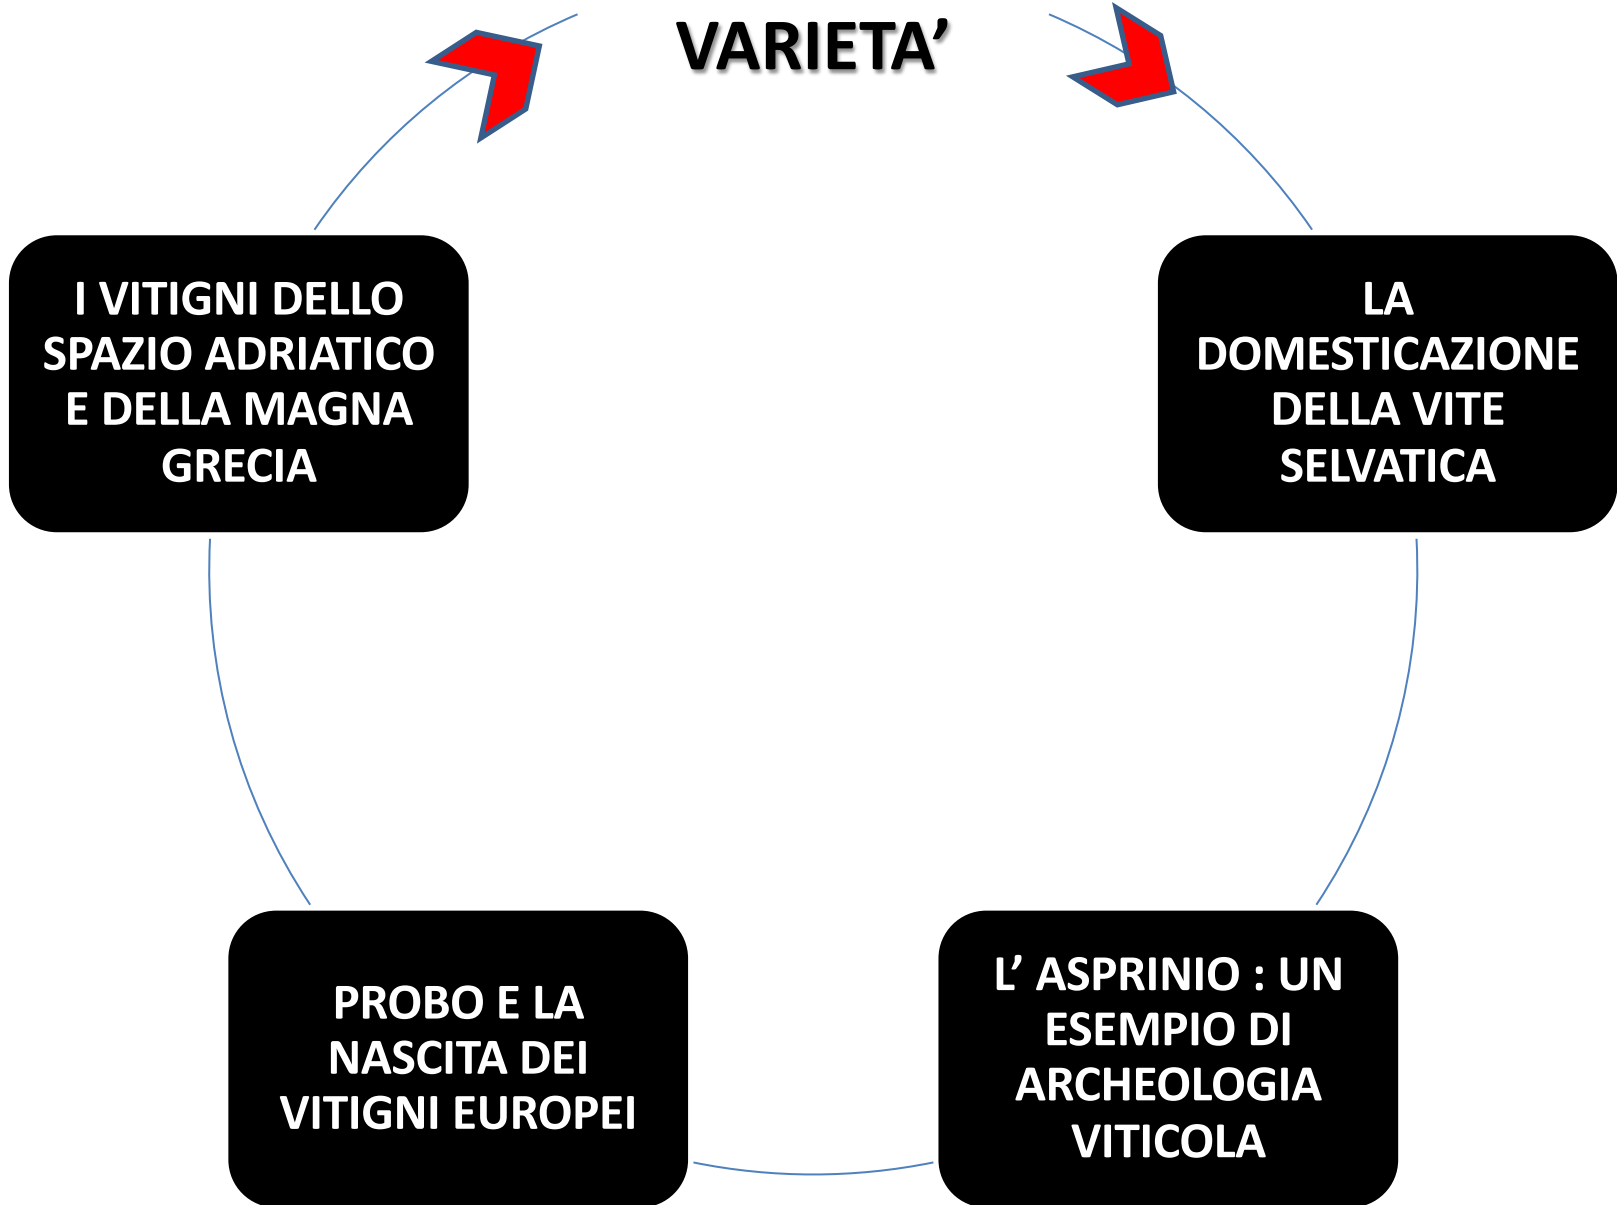 VARIETA’
I VITIGNI DELLO
SPAZIO ADRIATICO
E DELLA MAGNA
GRECIA
LA
DOMESTICAZIONE
DELLA VITE
SELVATICA
PROBO E LA
NASCITA DEI
VITIGNI EUROPEI
L’ ASPRINIO : UN
ESEMPIO DI
ARCHEOLOGIA
VITICOLA